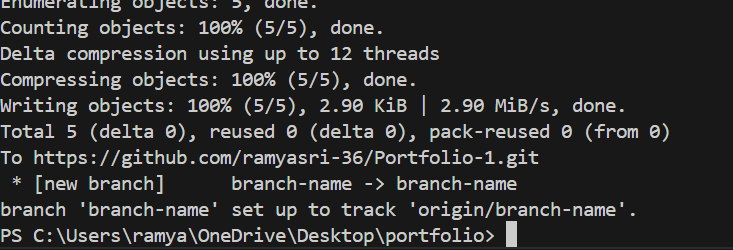 Enumerating objects: 5, done.
Counting objects: 100% (5/5), done.
Delta compression using up to 12 threads
Compressing objects: 100% (5/5), done.
Writing objects: 100% (5/5), 2.90 KiB | 2.90 MiB/s, done.
Total 5 (delta 0), reused 0 (delta 0), pack-reused 0 (from 0)
To https://github.com/ramyasri-36/Portfolio-1.git
 * [new branch]      branch-name -> branch-name
branch 'branch-name' set up to track 'origin/branch-name'.
PS C:\Users\ramya\OneDrive\Desktop\portfolio>